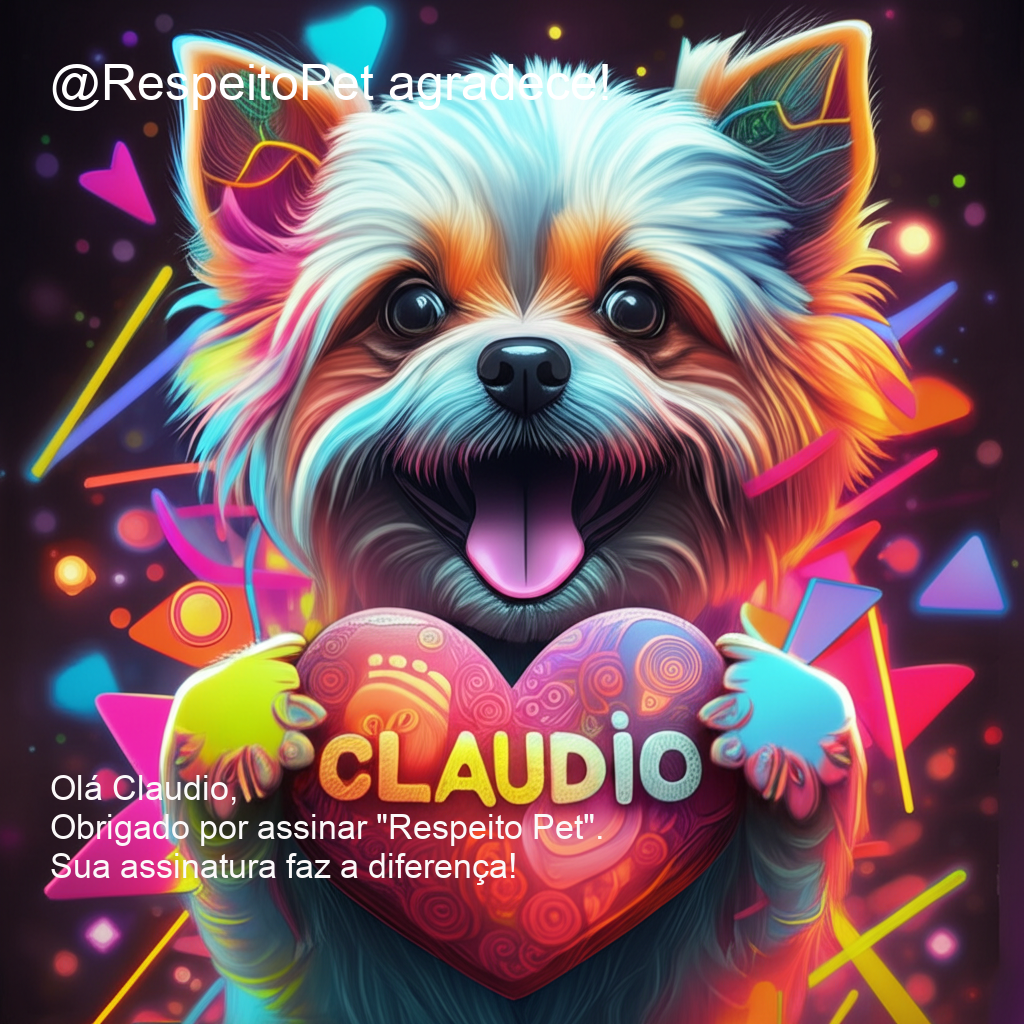 @RespeitoPet agradece!
CLAUDiO
Olá Claudio,
Obrigado por assinar "Respeito Pet".
Sua assinatura faz a diferença!